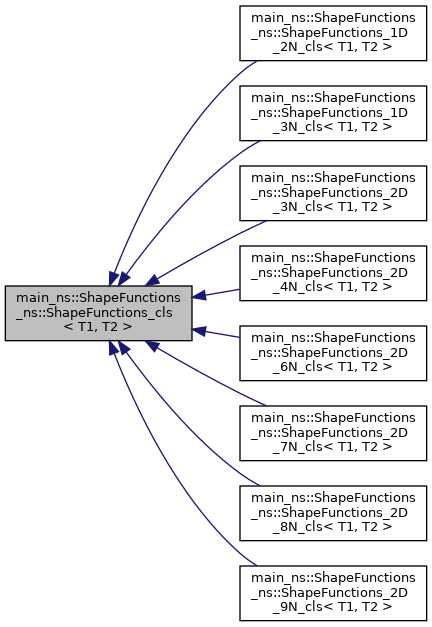 main_ns::ShapeFunctions
_ns::ShapeFunctions_1D
_2N_cls< T1, T2 >
main_ns::ShapeFunctions
_ns::ShapeFunctions_1D
_3N_cls< T1, T2 >
main_ns::ShapeFunctions
_ns::ShapeFunctions_2D
_3N_cls< T1, T2 >
main_ns::ShapeFunctions
_ns::ShapeFunctions_2D
_4N_cls< T1, T2 >
main_ns::ShapeFunctions
_ns::ShapeFunctions_cls
< T1, T2 >
main_ns::ShapeFunctions
_ns::ShapeFunctions_2D
_6N_cls< T1, T2 >
main_ns::ShapeFunctions
_ns::ShapeFunctions_2D
_7N_cls< T1, T2 >
main_ns::ShapeFunctions
_ns::ShapeFunctions_2D
_8N_cls< T1, T2 >
main_ns::ShapeFunctions
_ns::ShapeFunctions_2D
_9N_cls< T1, T2 >